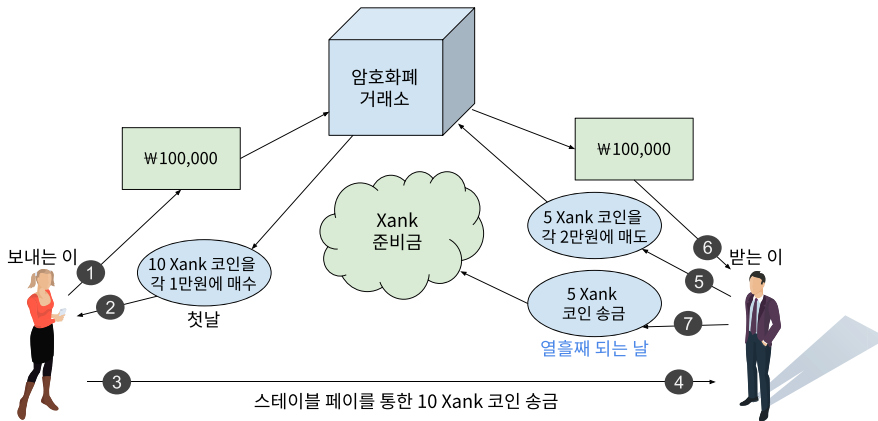 암호화폐
거래소
₩100,000
₩100,000
Xank
준비금
5 Xank 코인을
각 2만원에 매도
보내는 이
1
10 Xank 코인을
각 1만원에 매수
2
첫날
6
받는 이
5
5 Xank
코인 송금
7
열흘째 되는 날
3
4
스테이블 페이를 통한 10 Xank 코인 송금